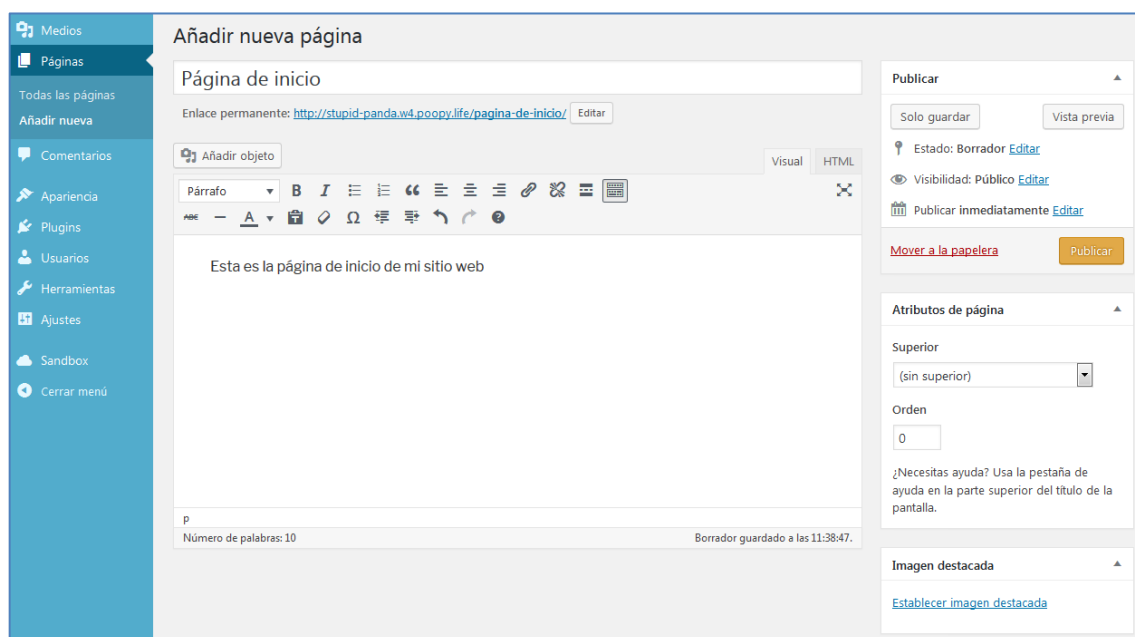 Medios
Páginas
Todas las páginas
Añadir nueva
Comentarios
Apariencia
Plugins
Usuarios
Herramientas
Ajustes
Sandbox
Cerrar menú
Añadir nueva página
Página de inicio
Enlace permanente: http://stupid-panda.w4.poopy.life/pagina-de-inicio/ Editar
Añadir objeto
Visual HTML
Párrafo B I
ABC A Ω
Esta es la página de inicio de mi sitio web
p
Número de palabras: 10 Borrador guardado a las 11:38:47.
Publicar
Solo guardar Vista previa
Estado: Borrador Editar
Visibilidad: Público Editar
Publicar inmediatamente Editar
Mover a la papelera Publicar
Atributos de página
Superior
(sin superior)
Orden
0
¿Necesitas ayuda? Usa la pestaña de
ayuda en la parte superior del título de la
pantalla.
Imagen destacada
Establecer imagen destacada